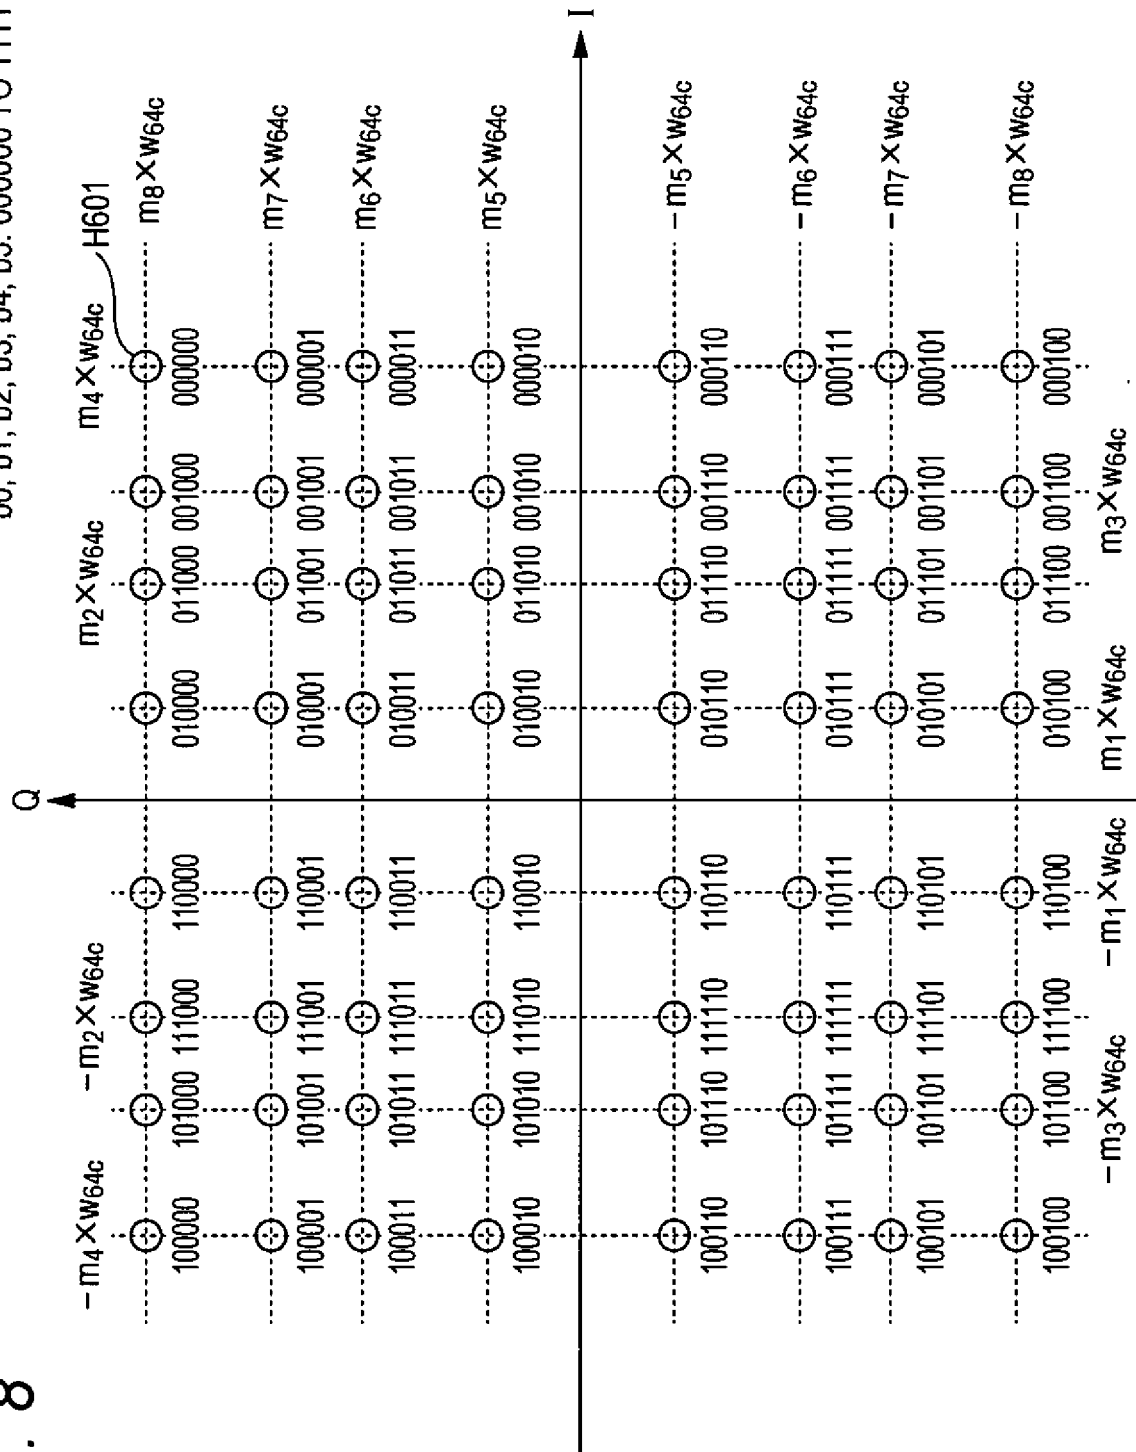 b0, b1, b2, b3, b4, b5: 000000 TO
. 8
Q
−m4×w64c −m2×w64c m2×w64c m4×w64c H601
m8×w64c
100000 101000 111000 110000 010000 011000 001000 000000
m7×w64c
100001 101001 111001 110001 010001 011001 001001 000001
m6×w64c
100011 101011 111011 110011 010011 011011 001011 000011
m5×w64c
100010 101010 111010 110010 010010 011010 001010 000010
I
−m5×w64c
100110 101110 111110 110110 010110 011110 001110 000110
−m6×w64c
100111 101111 111111 110111 010111 011111 001111 000111
−m7×w64c
100101 101101 111101 110101 010101 011101 001101 000101
−m8×w64c
100100 101100 111100 110100 010100 011100 001100 000100
−m3×w64c −m1×w64c m1×w64c m3×w64c